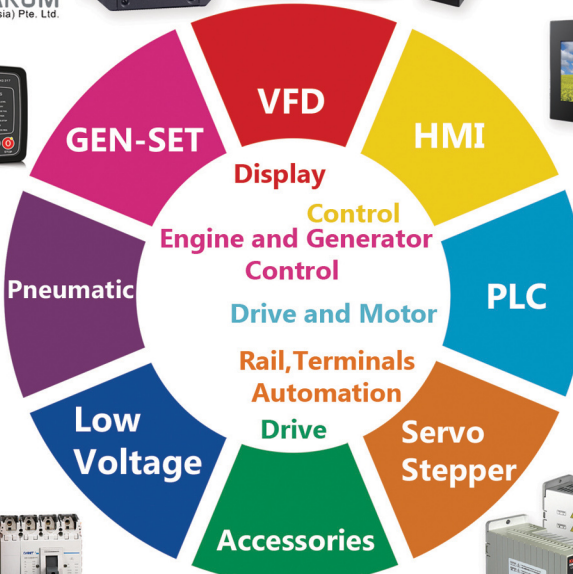 sia) Pte. Ltd.
VFD
HMI
GEN-SET
Display
Control
Engine and Generator
Control
Pneumatic
PLC
Drive and Motor
Rail,Terminals
Automation
Drive
Low
Voltage
Servo
Stepper
Accessories